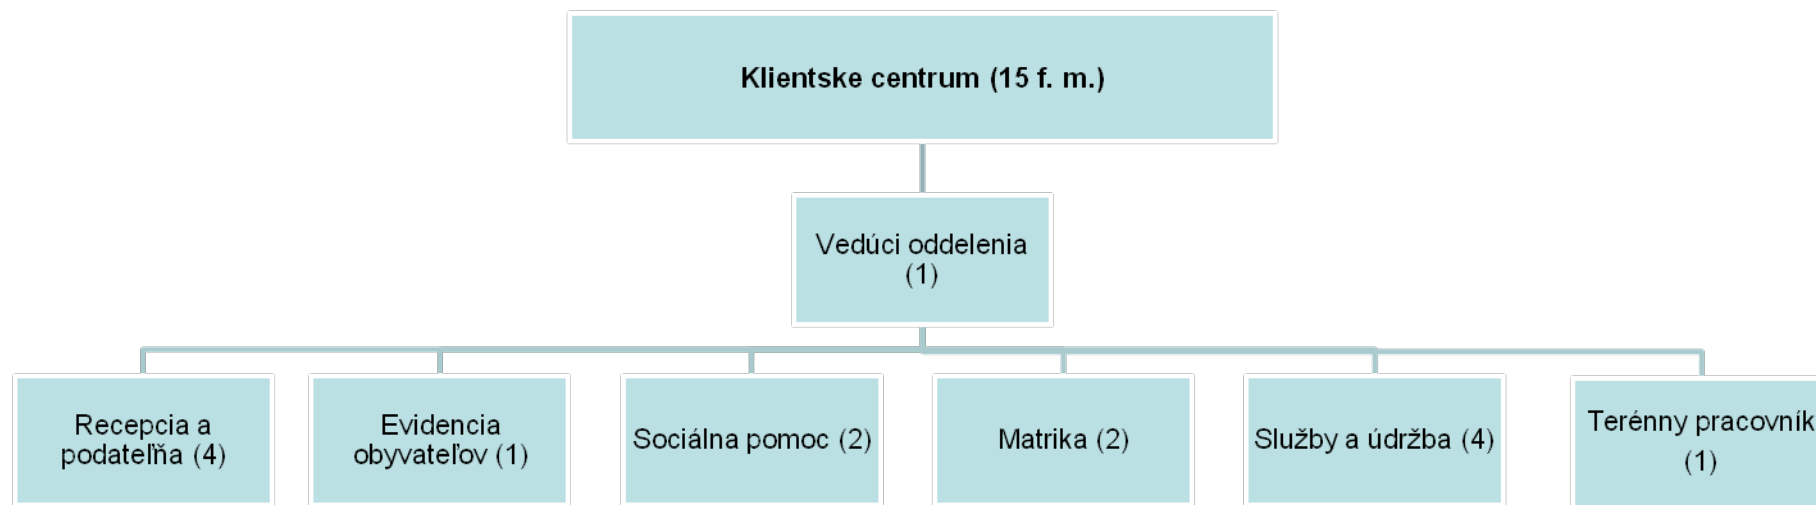 Klientske centrum (15 f. m.)
Vedúci oddelenia
(1)
Recepcia a
podateľňa (4)
Evidencia
obyvateľov (1)
Sociálna pomoc (2)
Matrika (2)
Služby a údržba (4)
Terénny pracovník
(1)